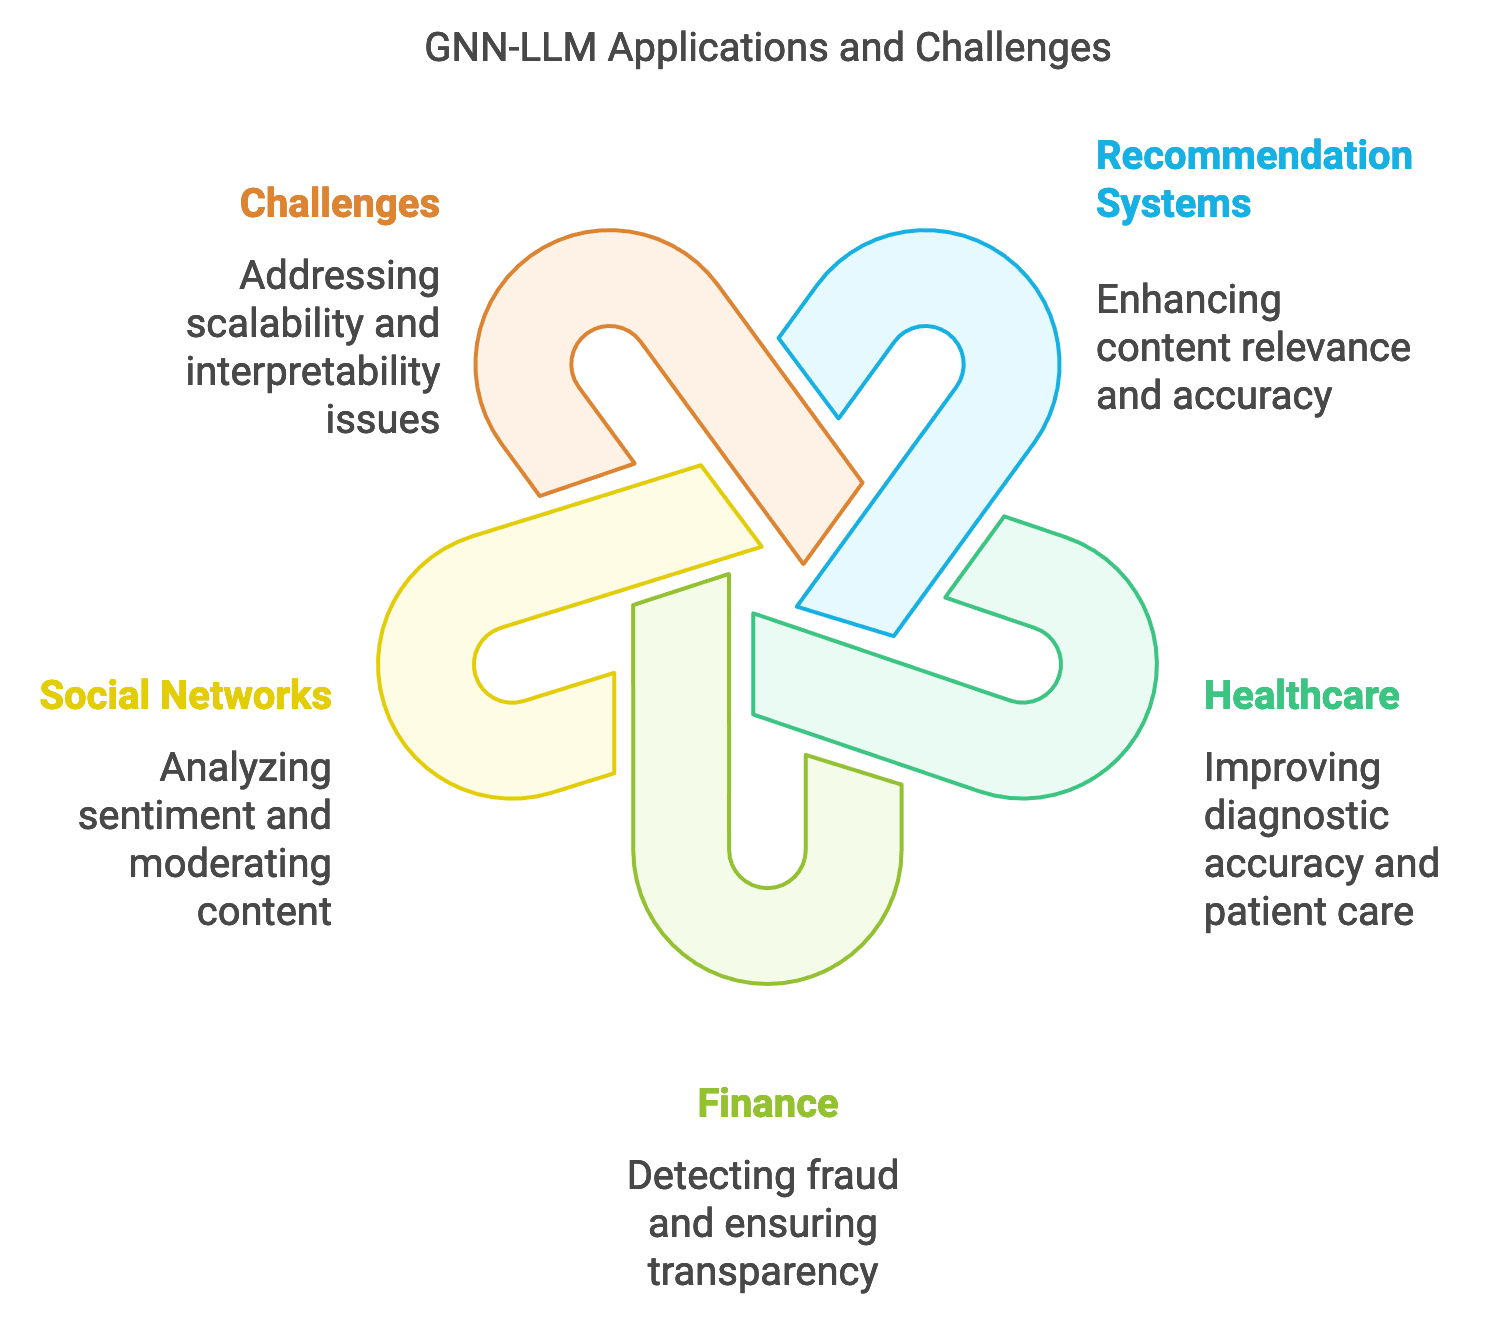 GNN-LLM Applications and Challenges
Challenges
Addressing
scalability and
interpretability
issues
Recommendation
Systems
Enhancing
content relevance
and accuracy
Social Networks
Analyzing
sentiment and
moderating
content
Healthcare
Improving
diagnostic
accuracy and
patient care
Finance
Detecting fraud
and ensuring
transparency